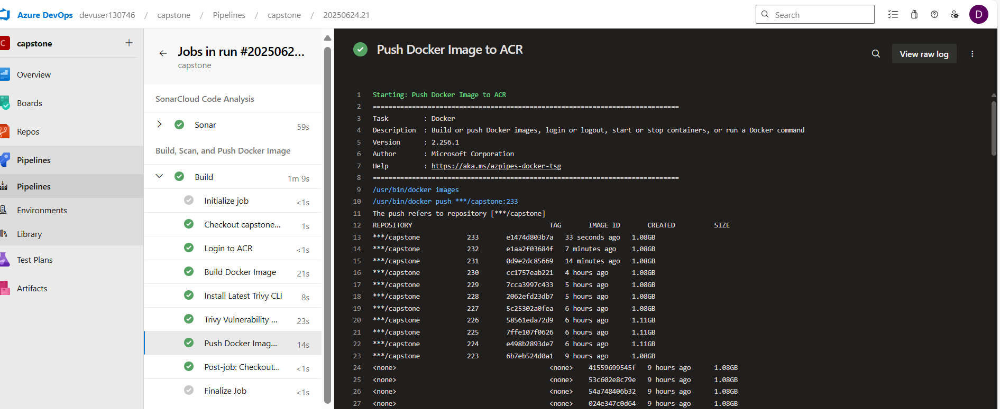 Azure DevOps devuser130746 / capstone / Pipelines / capstone / 20250624.21
Search
D
C capstone +
Overview
Boards
Repos
Pipelines
Pipelines
Environments
Library
Test Plans
Artifacts
Jobs in run #2025062...
capstone
SonarCloud Code Analysis
Sonar 59s
Build, Scan, and Push Docker Image
Build 1m 9s
Initialize job <1s
Checkout capstone... 1s
Login to ACR <1s
Build Docker Image 21s
Install Latest Trivy CLI 8s
Trivy Vulnerability ... 23s
Push Docker Imag... 14s
Post-job: Checkout... <1s
Finalize Job <1s
Push Docker Image to ACR
View raw log
1 Starting: Push Docker Image to ACR
2 ==============================================================================
3 Task : Docker
4 Description : Build or push Docker images, login or logout, start or stop containers, or run a Docker command
5 Version : 2.256.1
6 Author : Microsoft Corporation
7 Help : https://aka.ms/azpipes-docker-tsg
8 ==============================================================================
9 /usr/bin/docker images
10 /usr/bin/docker push ***/capstone:233
11 The push refers to repository [***/capstone]
12 REPOSITORY TAG IMAGE ID CREATED SIZE
13 ***/capstone 233 e1474d803b7a 33 seconds ago 1.08GB
14 ***/capstone 232 e1aa2f03684f 7 minutes ago 1.08GB
15 ***/capstone 231 0d9e2dc85669 14 minutes ago 1.08GB
16 ***/capstone 230 cc1757eab221 4 hours ago 1.08GB
17 ***/capstone 229 7cca3997c433 5 hours ago 1.08GB
18 ***/capstone 228 2062efd23db7 5 hours ago 1.08GB
19 ***/capstone 227 5c25302a0fea 6 hours ago 1.08GB
20 ***/capstone 226 58561eda72d9 6 hours ago 1.11GB
21 ***/capstone 225 7ffe107f0626 6 hours ago 1.11GB
22 ***/capstone 224 e498b2893de7 6 hours ago 1.11GB
23 ***/capstone 223 6b7eb524d0a1 9 hours ago 1.08GB
24 <none> <none> 41559699545f 9 hours ago 1.08GB
25 <none> <none> 53c602e8c79e 9 hours ago 1.08GB
26 <none> <none> 54a748406b32 9 hours ago 1.08GB
27 <none> <none> 024e347c0d64 9 hours ago 1.08GB